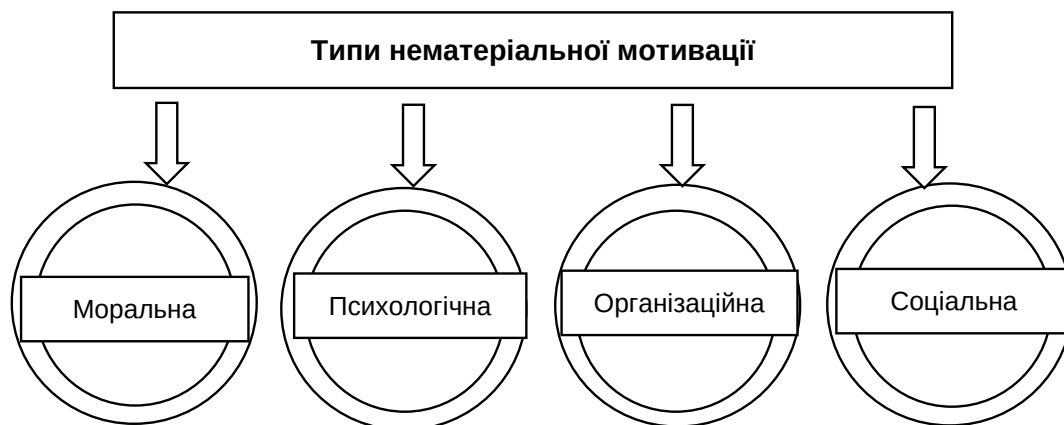 Типи нематеріальної мотивації
Моральна
Психологічна
Організаційна
Соціальна